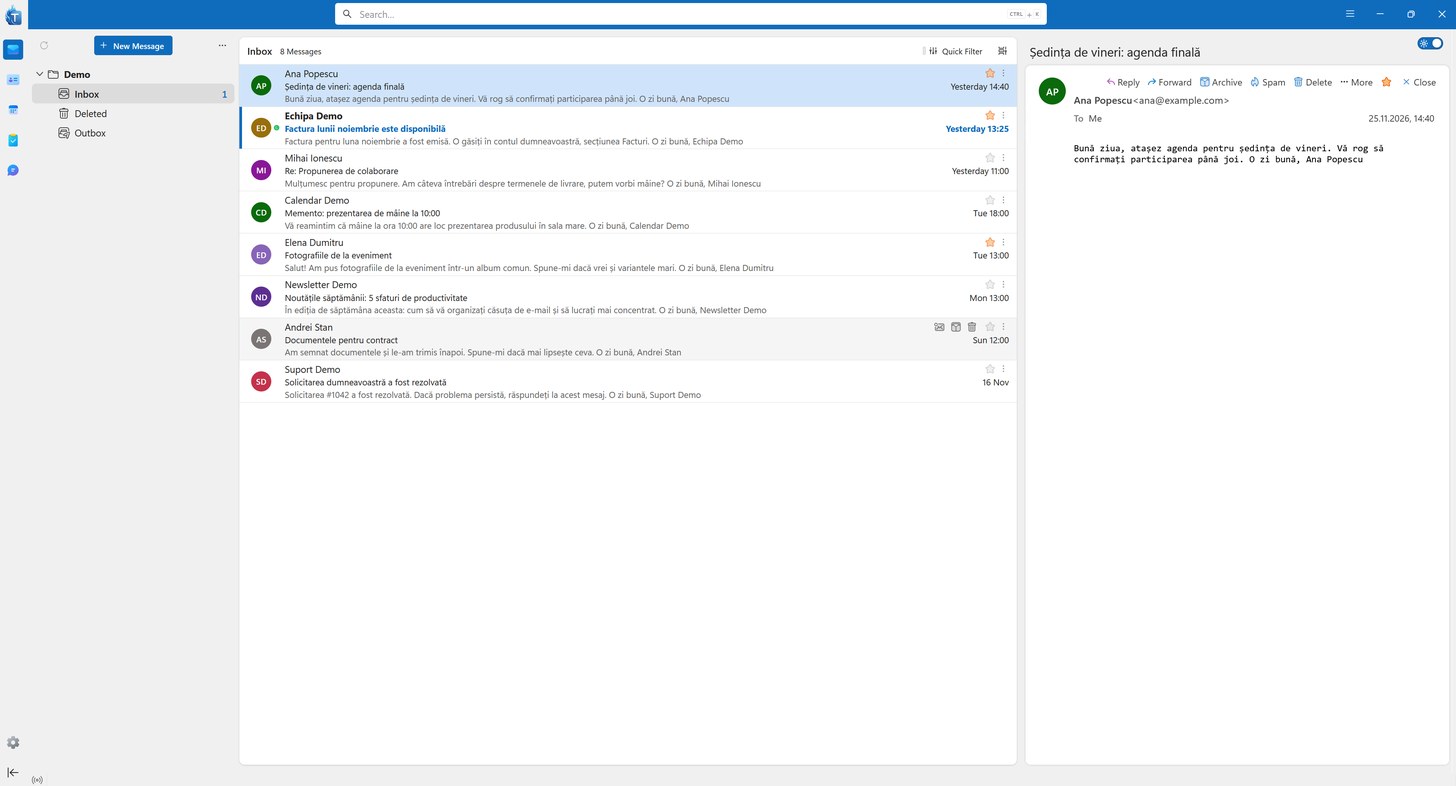 Search...
CTRL + K
New Message
Demo
Inbox 1
Deleted
Outbox
Inbox 8 Messages
Quick Filter
AP
Ana Popescu
Ședința de vineri: agenda finală
Yesterday 14:40
Bună ziua, atașez agenda pentru ședința de vineri. Vă rog să confirmați participarea până joi. O zi bună, Ana Popescu
ED
Echipa Demo
Factura lunii noiembrie este disponibilă
Yesterday 13:25
Factura pentru luna noiembrie a fost emisă. O găsiți în contul dumneavoastră, secțiunea Facturi. O zi bună, Echipa Demo
MI
Mihai Ionescu
Re: Propunerea de colaborare
Yesterday 11:00
Mulțumesc pentru propunere. Am câteva întrebări despre termenele de livrare, putem vorbi mâine? O zi bună, Mihai Ionescu
CD
Calendar Demo
Memento: prezentarea de mâine la 10:00
Tue 18:00
Vă reamintim că mâine la ora 10:00 are loc prezentarea produsului în sala mare. O zi bună, Calendar Demo
ED
Elena Dumitru
Fotografiile de la eveniment
Tue 13:00
Salut! Am pus fotografiile de la eveniment într-un album comun. Spune-mi dacă vrei și variantele mari. O zi bună, Elena Dumitru
ND
Newsletter Demo
Noutățile săptămânii: 5 sfaturi de productivitate
Mon 13:00
În ediția de săptămâna aceasta: cum să vă organizați căsuța de e-mail și să lucrați mai concentrat. O zi bună, Newsletter Demo
AS
Andrei Stan
Documentele pentru contract
Sun 12:00
Am semnat documentele și le-am trimis înapoi. Spune-mi dacă mai lipsește ceva. O zi bună, Andrei Stan
SD
Suport Demo
Solicitarea dumneavoastră a fost rezolvată
16 Nov
Solicitarea #1042 a fost rezolvată. Dacă problema persistă, răspundeți la acest mesaj. O zi bună, Suport Demo
Ședința de vineri: agenda finală
Reply Forward Archive Spam Delete More Close
AP
Ana Popescu<ana@example.com>
To Me
25.11.2026, 14:40
Bună ziua, atașez agenda pentru ședința de vineri. Vă rog să
confirmați participarea până joi. O zi bună, Ana Popescu